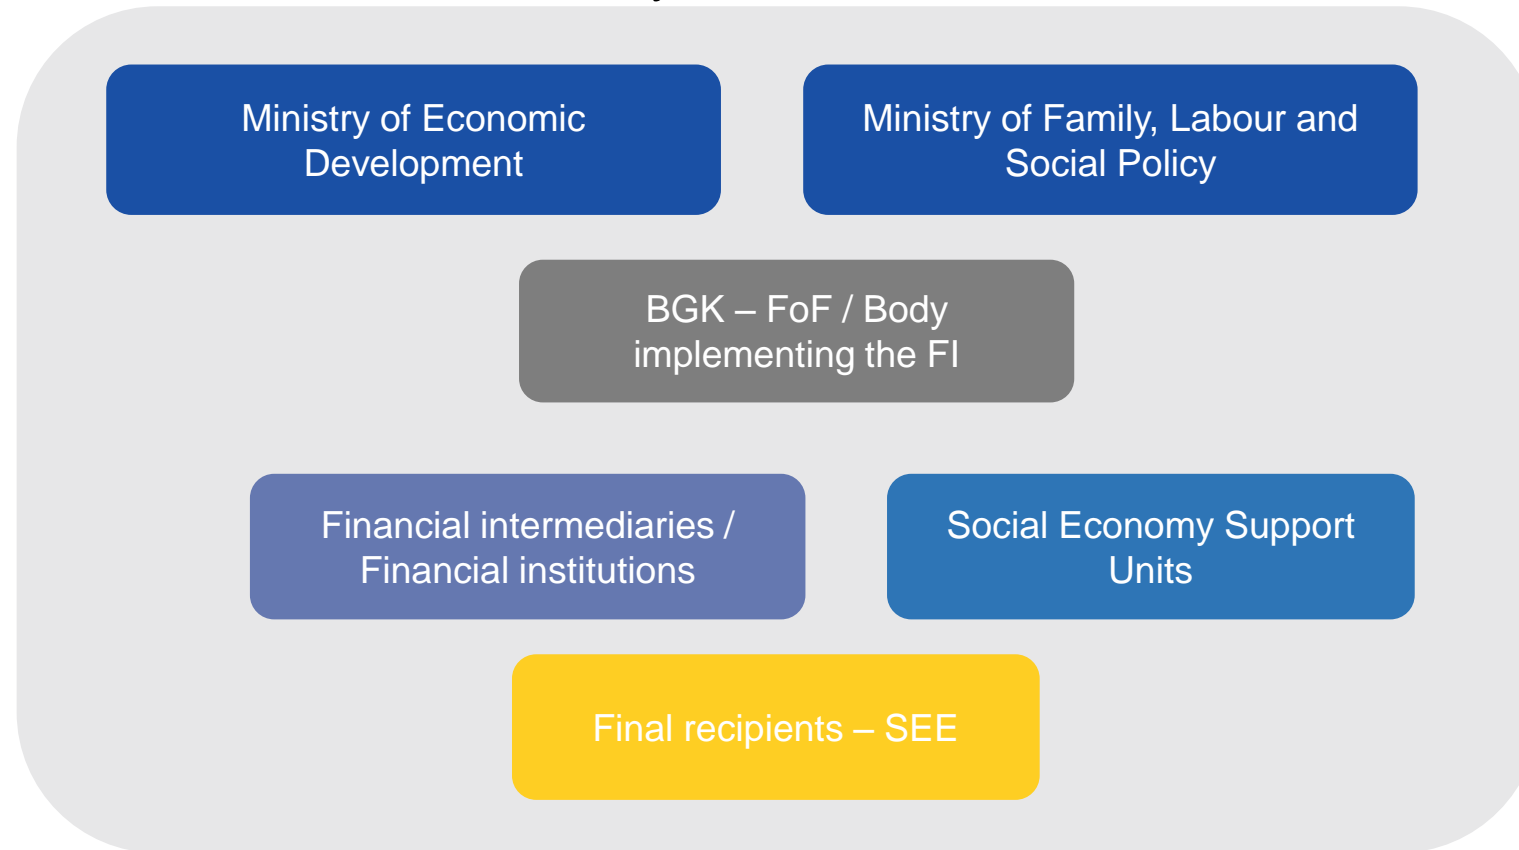 Ministry of Economic
Development
Ministry of Family, Labour and
Social Policy
BGK – FoF / Body
implementing the FI
Financial intermediaries /
Financial institutions
Social Economy Support
Units
Final recipients – SEE